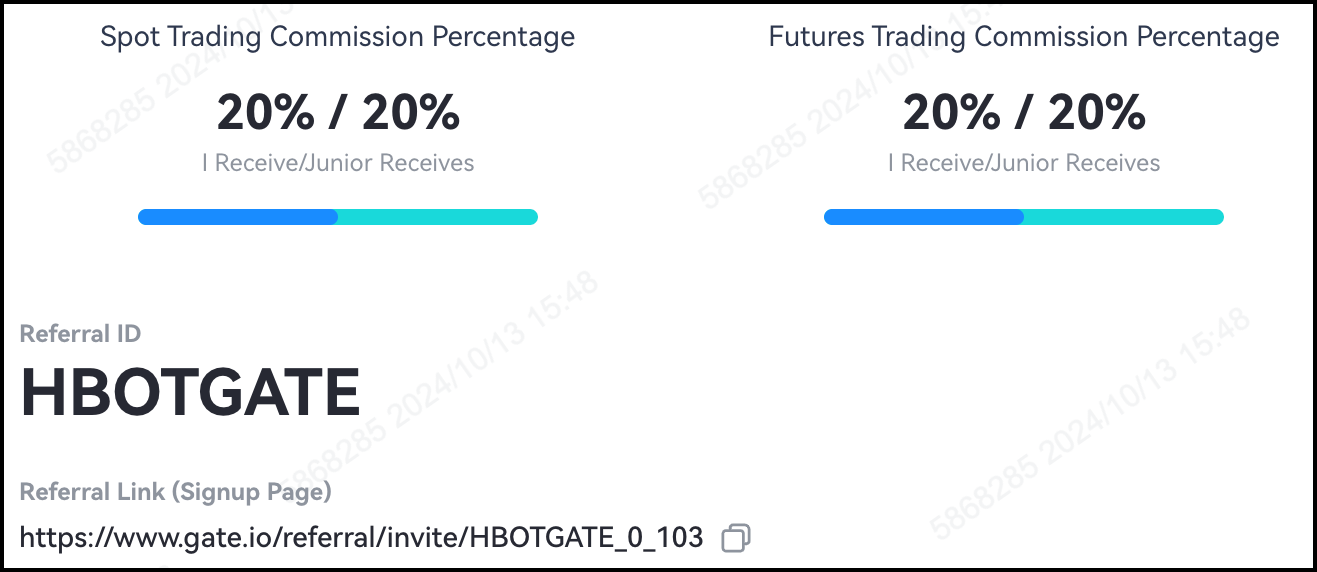 Spot Trading Commission Percentage
20% / 20%
I Receive/Junior Receives
Futures Trading Commission Percentage
20% / 20%
I Receive/Junior Receives
Referral ID
HBOTGATE
Referral Link (Signup Page)
https://www.gate.io/referral/invite/HBOTGATE_0_103
5868285 2024/10/13
5868285 2024/10/13 15:48
5868285 2024/10/13 15:48
5868285 2024/10/13 15:48